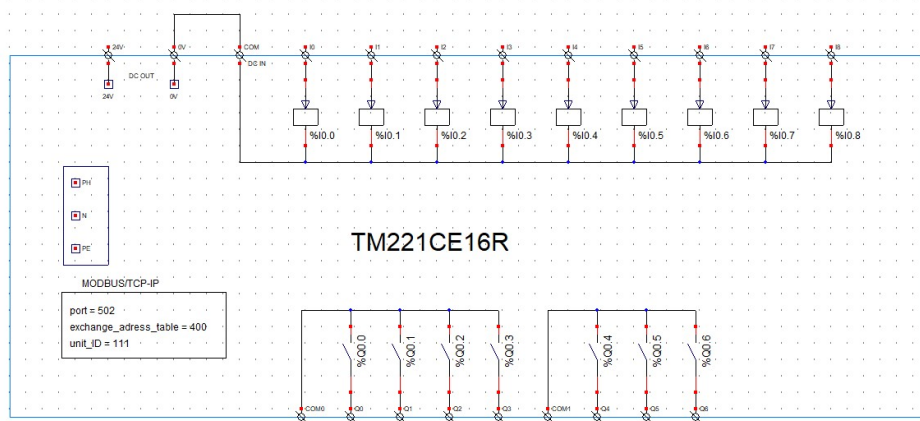 24V 0V COM I0 I1 I2 I3 I4 I5 I6 I7 I8
DC OUT DC IN
24V 0V
%I0.0 %I0.1 %I0.2 %I0.3 %I0.4 %I0.5 %I0.6 %I0.7 %I0.8
PH
N
PE
TM221CE16R
MODBUS/TCP-IP
port = 502
exchange_adress_table = 400
unit_ID = 111
%Q0.0 %Q0.1 %Q0.2 %Q0.3 %Q0.4 %Q0.5 %Q0.6
COM0 Q0 Q1 Q2 Q3 COM1 Q4 Q5 Q6